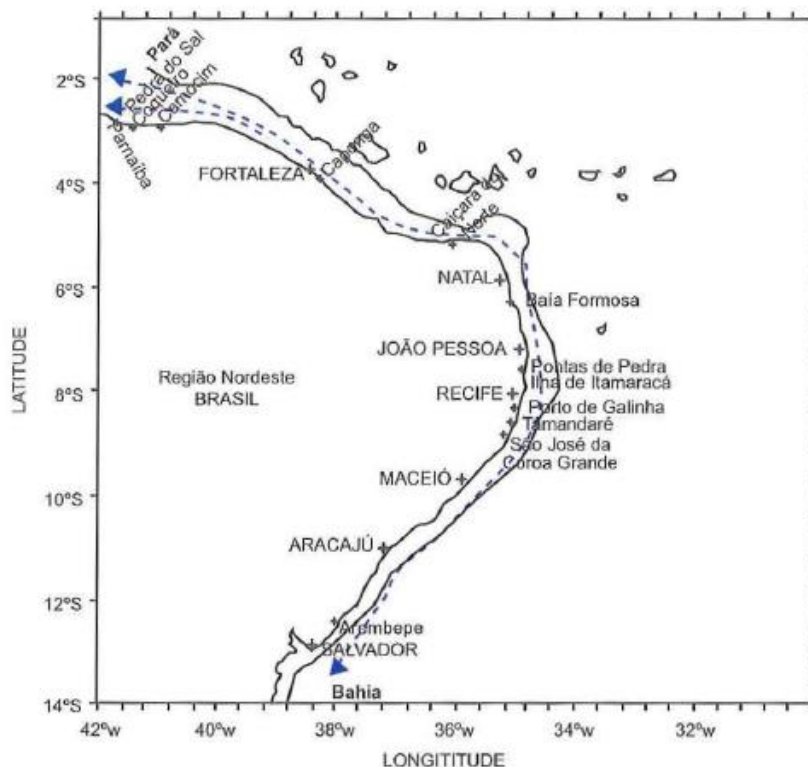 2ºS
4ºS
6ºS
8ºS
10ºS
12ºS
14ºS
LATITUDE
Pará
Pedra do Sal
Coqueiro
Camocim
Parnaíba
FORTALEZA
Caponga
Caiçara do
Norte
NATAL
Baía Formosa
JOÃO PESSOA
Pontas de Pedra
Ilha de Itamaracá
Região Nordeste
BRASIL
RECIFE
Porto de Galinha
Tamandaré
São José da
Coroa Grande
MACEIÓ
ARACAJÚ
Arembepe
SALVADOR
Bahia
42ºw
40ºw
38ºw
36ºw
34ºw
32ºw
LONGITITUDE